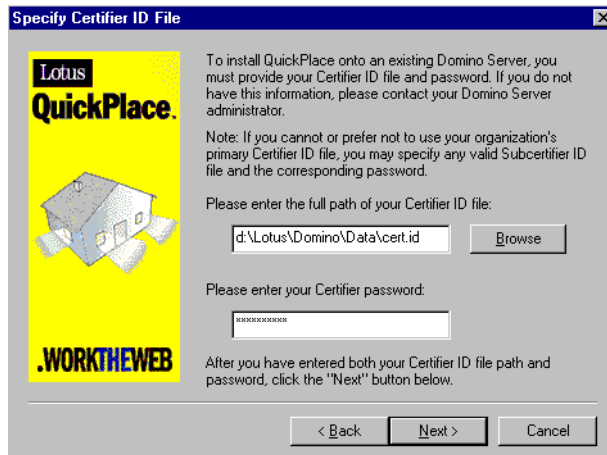 Specify Certifier ID File
Lotus
QuickPlace.
.WORKTHEWEB
To install QuickPlace onto an existing Domino Server, you
must provide your Certifier ID file and password. If you do not
have this information, please contact your Domino Server
administrator.
Note: If you cannot or prefer not to use your organization's
primary Certifier ID file, you may specify any valid Subcertifier ID
file and the corresponding password.
Please enter the full path of your Certifier ID file:
d:\Lotus\Domino\Data\cert.id
Browse
Please enter your Certifier password:
**********
After you have entered both your Certifier ID file path and
password, click the "Next" button below.
< Back
Next >
Cancel